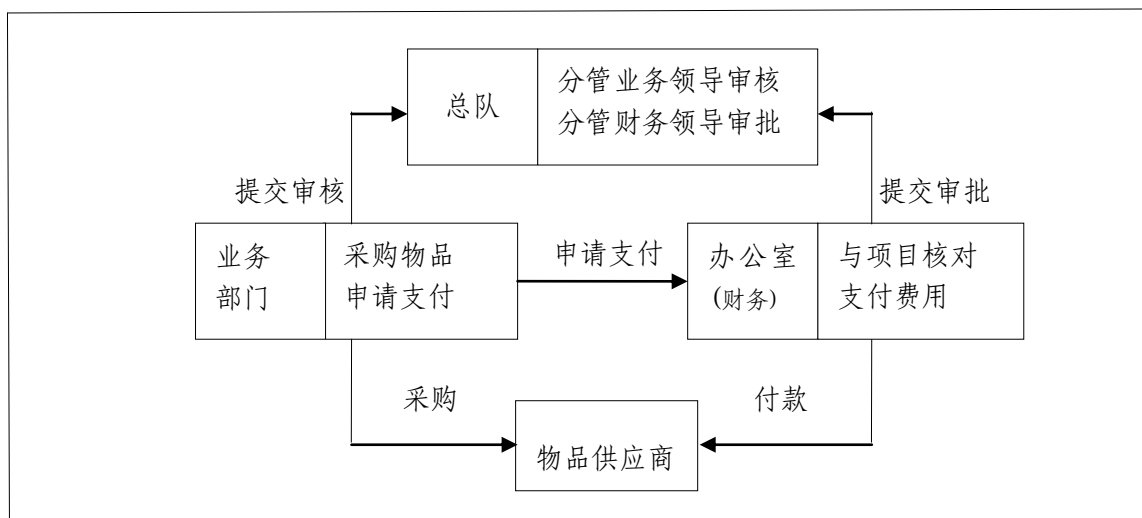 总队
分管业务领导审核
分管财务领导审批
提交审核
提交审批
业务
部门
采购物品
申请支付
申请支付
办公室
(财务)
与项目核对
支付费用
采购
付款
物品供应商